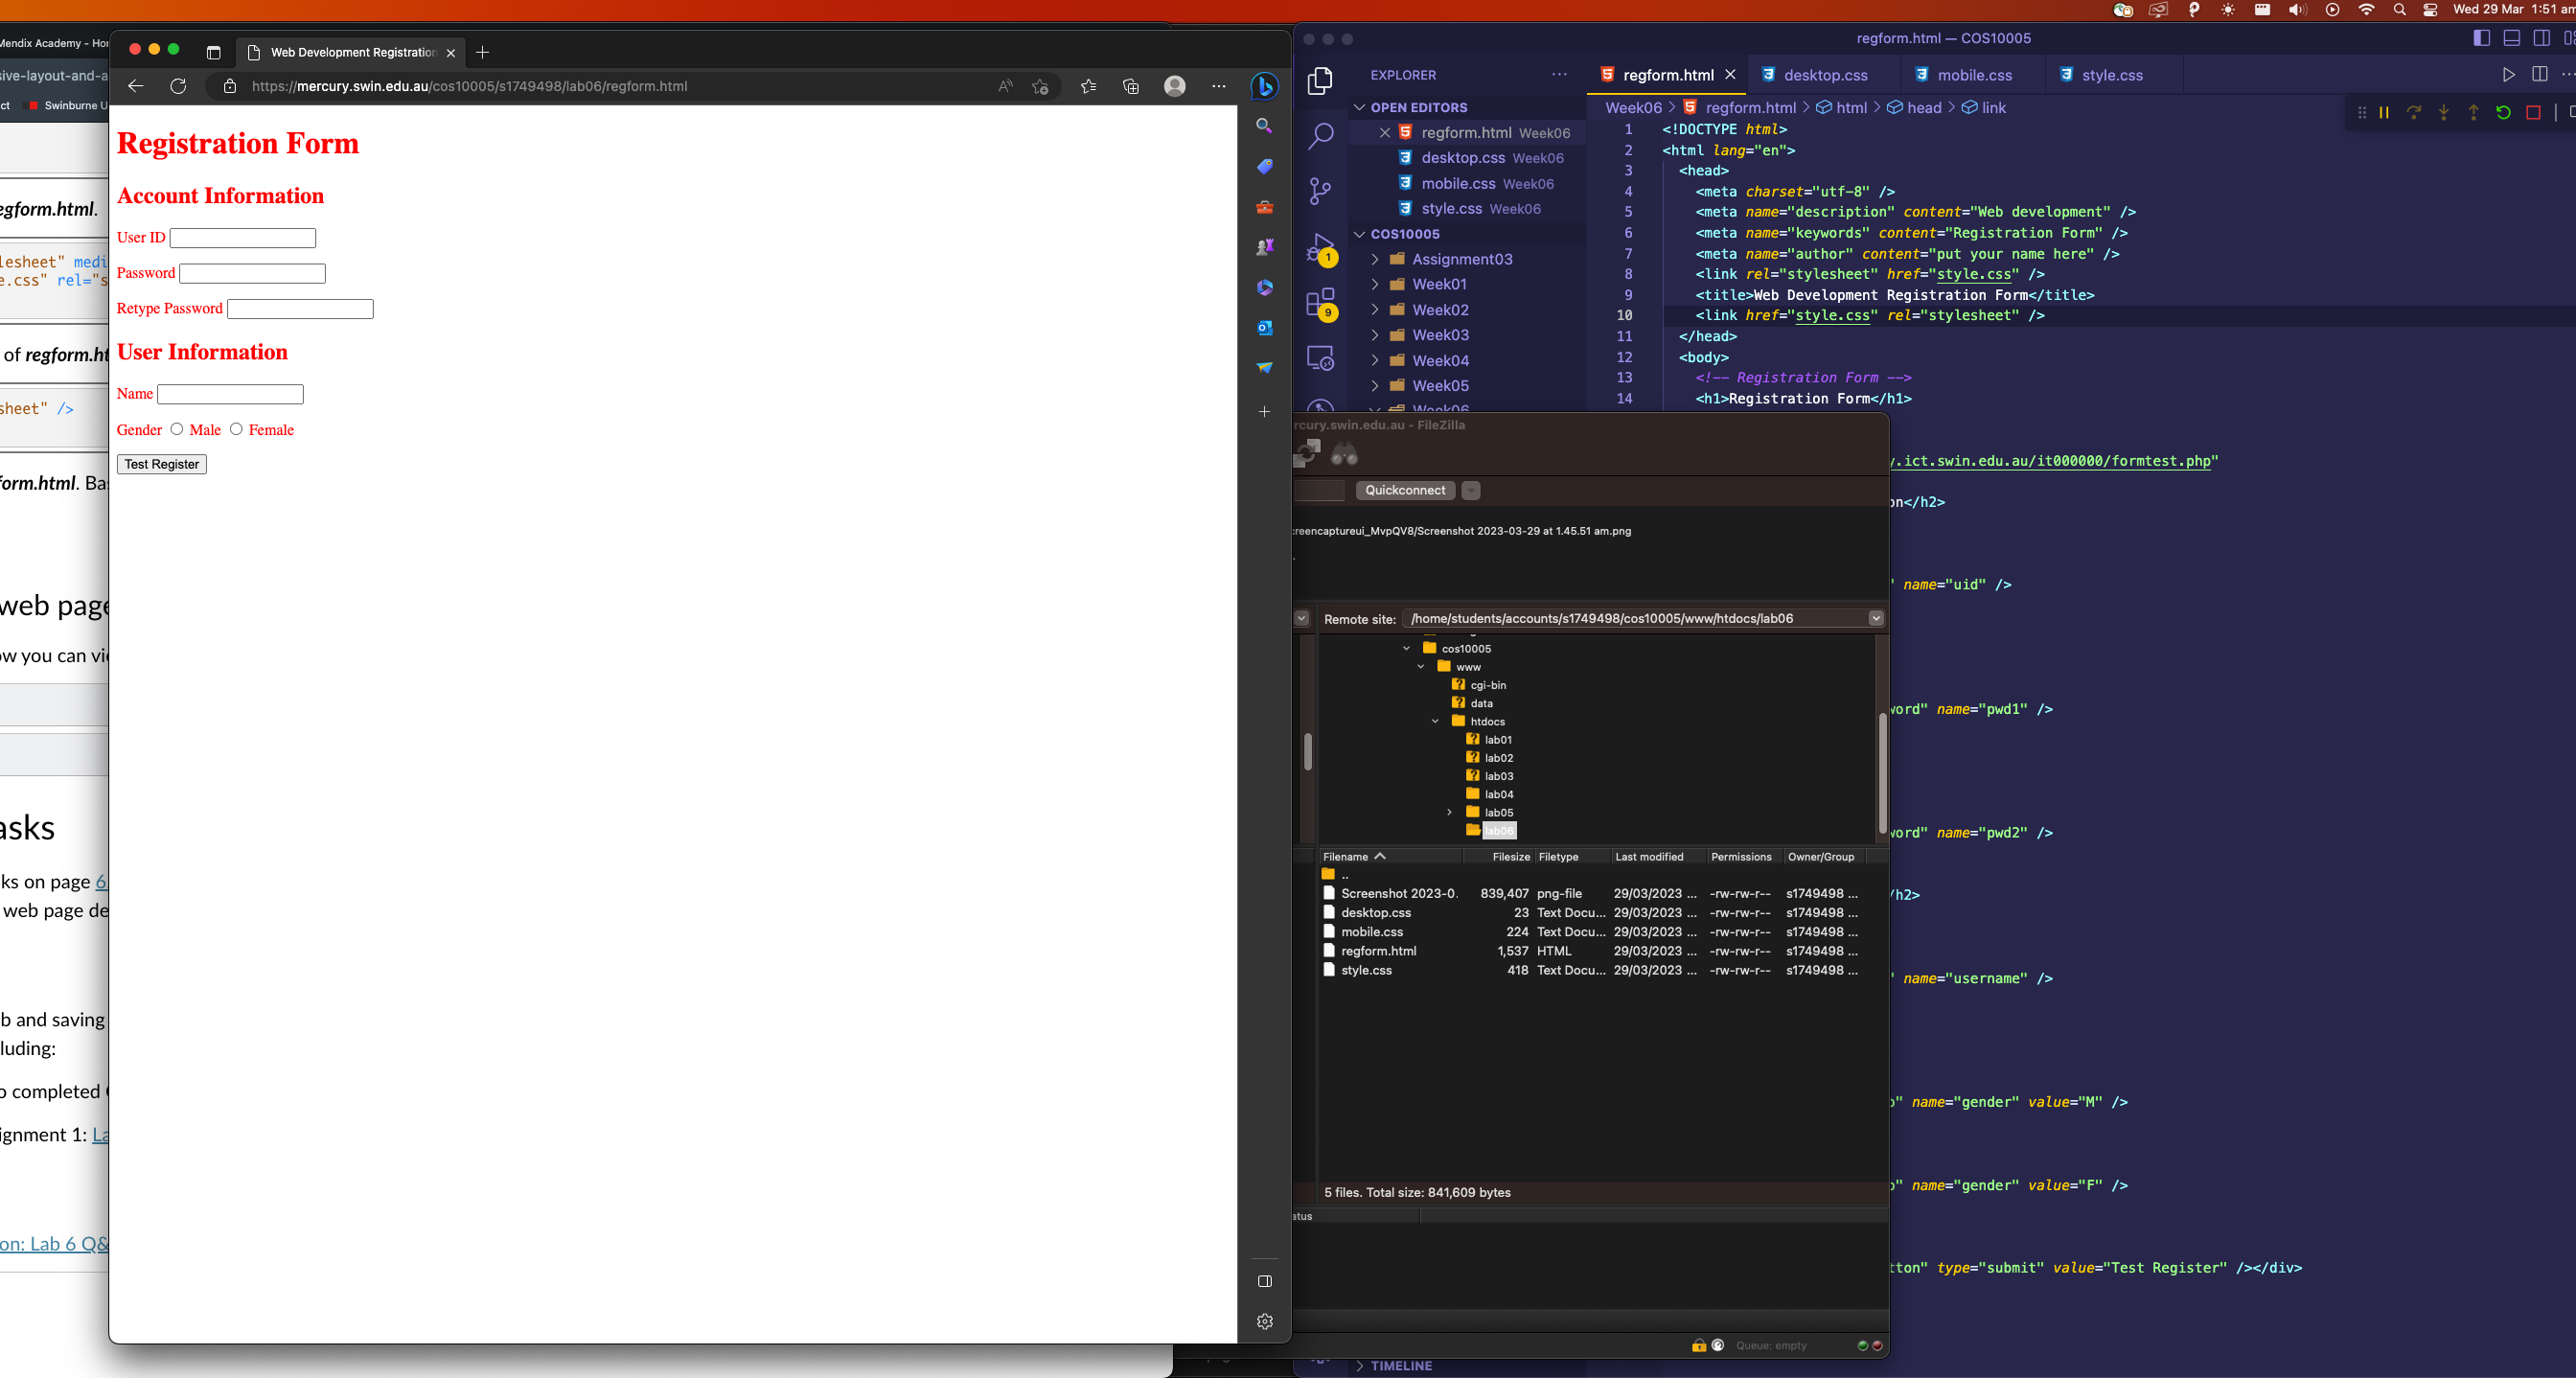 Wed 29 Mar 1:51 am
Mendix Academy - Hor
sive-layout-and-a
ct Swinburne U
egform.html.
lesheet" medi
e.css" rel="s
of regform.ht
sheet" />
form.html. Bas
web page
ow you can vie
asks
ks on page 6.
web page de
b and saving
luding:
o completed
ignment 1: La
on: Lab 6 Q&
Web Development Registration
https://mercury.swin.edu.au/cos10005/s1749498/lab06/regform.html
Registration Form
Account Information
User ID
Password
Retype Password
User Information
Name
Gender Male Female
Test Register
regform.html — COS10005
EXPLORER
OPEN EDITORS
regform.html Week06
desktop.css Week06
mobile.css Week06
style.css Week06
COS10005
Assignment03
Week01
Week02
Week03
Week04
Week05
Week06
1
9
TIMELINE
regform.html desktop.css mobile.css style.css
Week06 > regform.html > html > head > link
1 <!DOCTYPE html>
2 <html lang="en">
3 <head>
4 <meta charset="utf-8" />
5 <meta name="description" content="Web development" />
6 <meta name="keywords" content="Registration Form" />
7 <meta name="author" content="put your name here" />
8 <link rel="stylesheet" href="style.css" />
9 <title>Web Development Registration Form</title>
10 <link href="style.css" rel="stylesheet" />
11 </head>
12 <body>
13 <!-- Registration Form -->
14 <h1>Registration Form</h1>
y.ict.swin.edu.au/it000000/formtest.php"
on</h2>
" name="uid" />
word" name="pwd1" />
word" name="pwd2" />
/h2>
" name="username" />
o" name="gender" value="M" />
o" name="gender" value="F" />
tton" type="submit" value="Test Register" /></div>
rcury.swin.edu.au - FileZilla
Quickconnect
creencaptureui_MvpQV8/Screenshot 2023-03-29 at 1.45.51 am.png
Remote site: /home/students/accounts/s1749498/cos10005/www/htdocs/lab06
cos10005
www
cgi-bin
data
htdocs
lab01
lab02
lab03
lab04
lab05
lab06
Filename Filesize Filetype Last modified Permissions Owner/Group
..
Screenshot 2023-0. 839,407 png-file 29/03/2023 ... -rw-rw-r-- s1749498 ...
desktop.css 23 Text Docu... 29/03/2023 ... -rw-rw-r-- s1749498 ...
mobile.css 224 Text Docu... 29/03/2023 ... -rw-rw-r-- s1749498 ...
regform.html 1,537 HTML 29/03/2023 ... -rw-rw-r-- s1749498 ...
style.css 418 Text Docu... 29/03/2023 ... -rw-rw-r-- s1749498 ...
5 files. Total size: 841,609 bytes
atus
Queue: empty